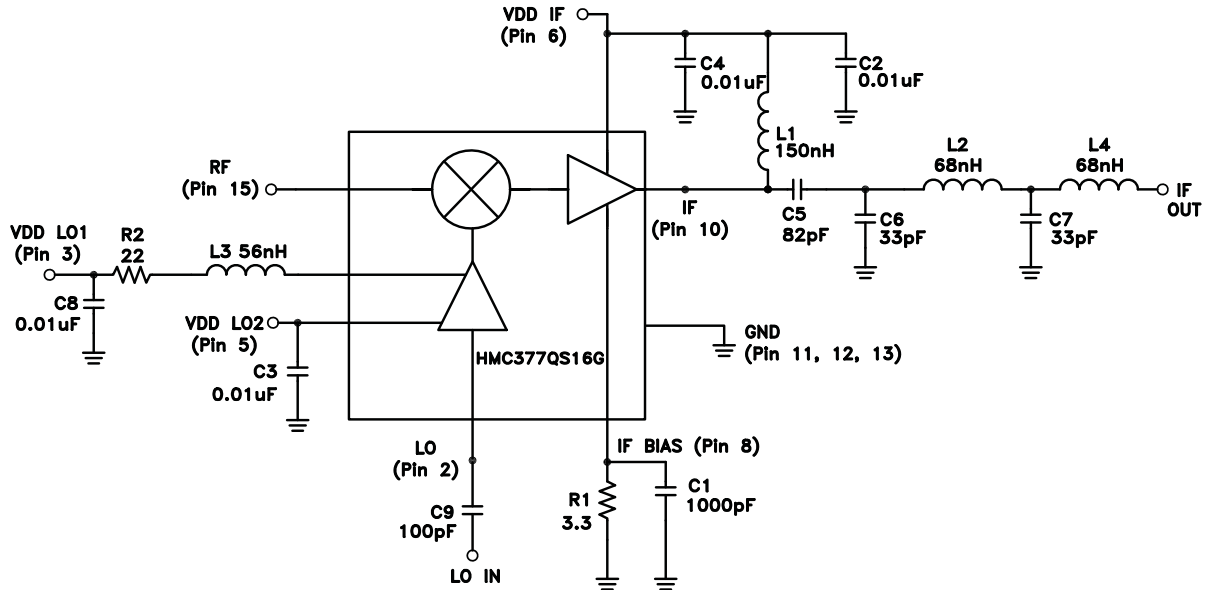 VDD IF
(Pin 6)
C4
0.01uF
C2
0.01uF
L1
150nH
L2
68nH
L4
68nH
RF
(Pin 15)
IF
(Pin 10)
C5
82pF
C6
33pF
C7
33pF
IF
OUT
VDD LO1
(Pin 3)
R2
22
L3 56nH
C8
0.01uF
VDD LO2
(Pin 5)
C3
0.01uF
HMC377QS16G
GND
(Pin 11, 12, 13)
LO
(Pin 2)
IF BIAS (Pin 8)
C9
100pF
R1
3.3
C1
1000pF
LO IN